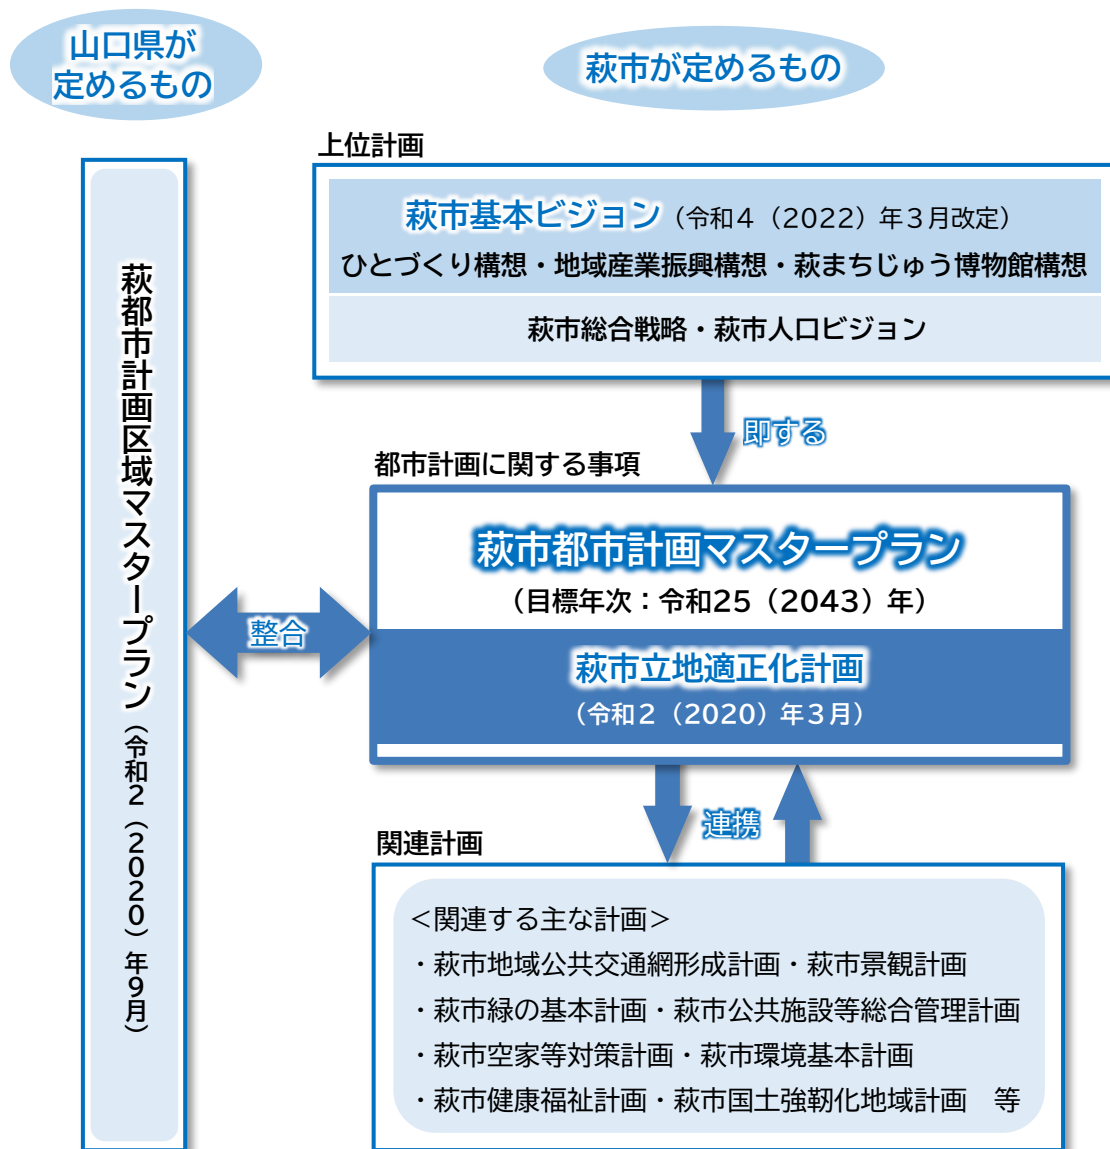 山口県が
定めるもの
萩市が定めるもの
萩都市計画区域マスタープラン（令和２（２０２０）年９月）
上位計画
萩市基本ビジョン（令和４（2022）年３月改定）
ひとづくり構想・地域産業振興構想・萩まちじゅう博物館構想
萩市総合戦略・萩市人口ビジョン
即する
都市計画に関する事項
萩市都市計画マスタープラン
（目標年次：令和25（2043）年）
整合
萩市立地適正化計画
（令和２（2020）年３月）
連携
関連計画
＜関連する主な計画＞
・萩市地域公共交通網形成計画・萩市景観計画
・萩市緑の基本計画・萩市公共施設等総合管理計画
・萩市空家等対策計画・萩市環境基本計画
・萩市健康福祉計画・萩市国土強靭化地域計画　等